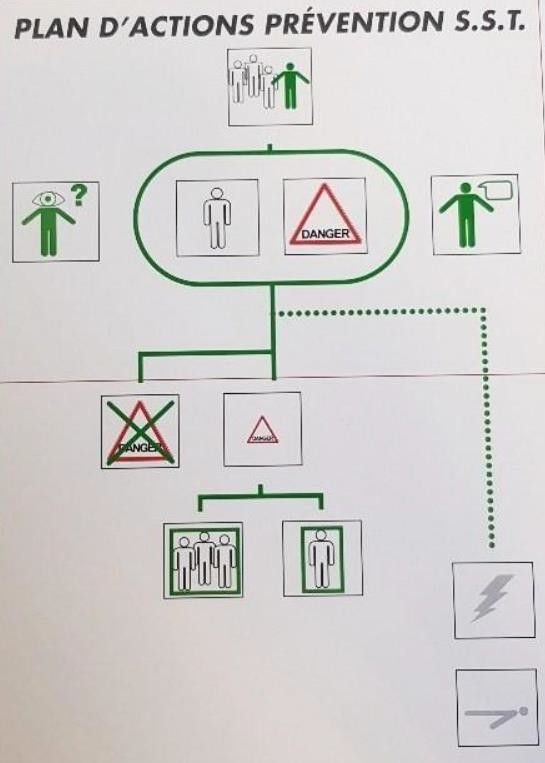 PLAN D'ACTIONS PRÉVENTION S.S.T.
?
DANGER
DANGER
DANGER